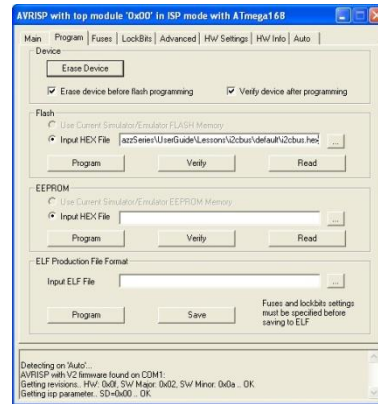 AVRISP with top module '0x00' in ISP mode with ATmega168
Main Program Fuses LockBits Advanced HW Settings HW Info Auto
Device
Erase Device
Erase device before flash programming Verify device after programming
Flash
Use Current Simulator/Emulator FLASH Memory
Input HEX File azzSeries\UserGuide\Lessons\i2cbus\default\i2cbus.hex ...
Program Verify Read
EEPROM
Use Current Simulator/Emulator EEPROM Memory
Input HEX File ...
Program Verify Read
ELF Production File Format
Input ELF File ...
Program Save Fuses and lockbits settings
must be specified before
saving to ELF
Detecting on 'Auto'...
AVRISP with V2 firmware found on COM1:
Getting revisions.. HW: 0x0f, SW Major: 0x02, SW Minor: 0x0a .. OK
Getting isp parameter.. SD=0x00 .. OK